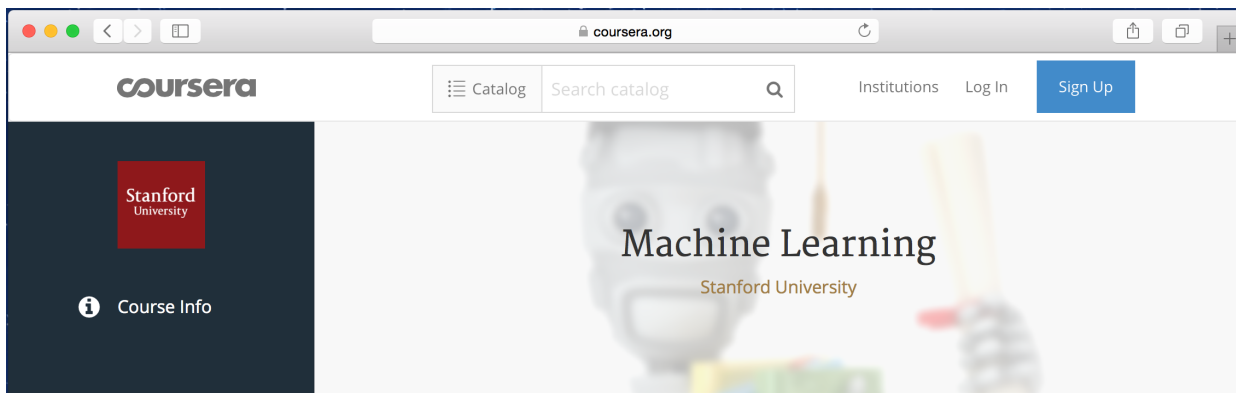 coursera.org
coursera
Catalog
Search catalog
Institutions
Log In
Sign Up
Stanford
University
Machine Learning
Stanford University
Course Info